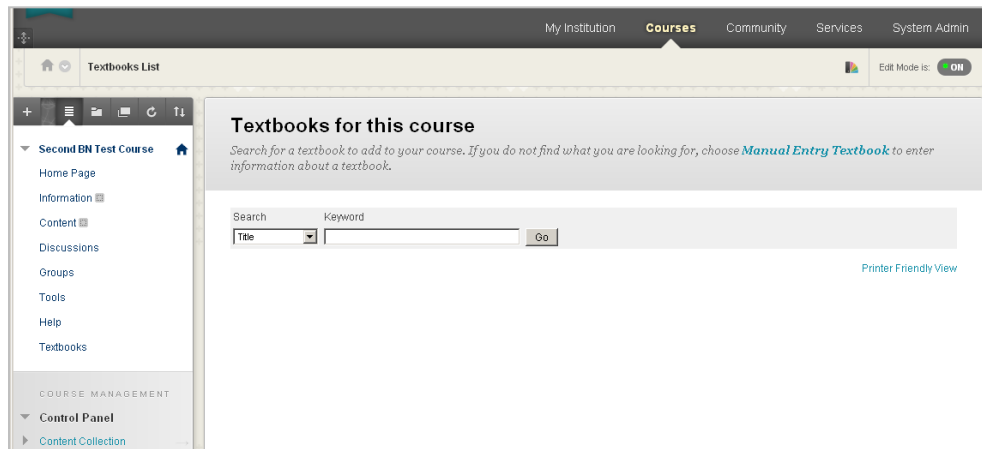 My Institution Courses Community Services System Admin
Textbooks List Edit Mode is: ON
Second BN Test Course
Home Page
Information
Content
Discussions
Groups
Tools
Help
Textbooks
COURSE MANAGEMENT
Control Panel
Content Collection
Textbooks for this course
Search for a textbook to add to your course. If you do not find what you are looking for, choose Manual Entry Textbook to enter
information about a textbook.
Search Keyword
Title Go
Printer Friendly View